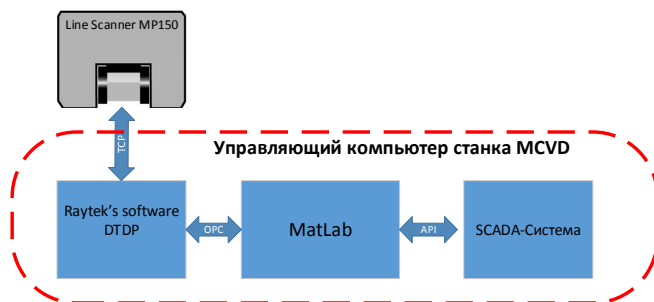 Line Scanner MP150
TCP
Управляющий компьютер станка MCVD
Raytek’s software
DTDP
OPC
MatLab
API
SCADA-Система